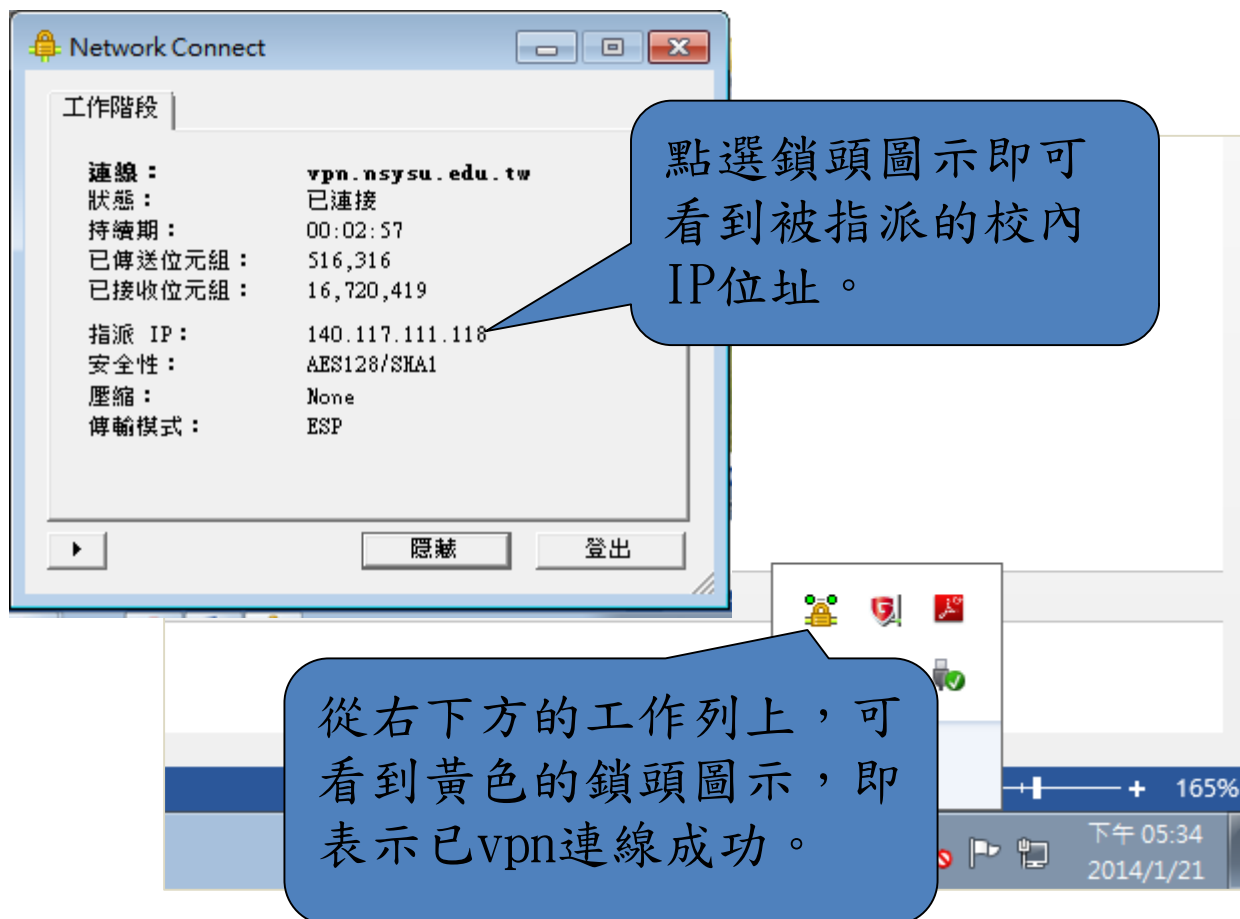 Network Connect
工作階段
連線： vpn.nsysu.edu.tw
狀態： 已連接
持續期： 00:02:57
已傳送位元組： 516,316
已接收位元組： 16,720,419
指派 IP： 140.117.111.118
安全性： AES128/SHA1
壓縮： None
傳輸模式： ESP
隱藏 登出
點選鎖頭圖示即可
看到被指派的校內
IP位址。
從右下方的工作列上，可
看到黃色的鎖頭圖示，即
表示已vpn連線成功。
165%
下午 05:34
2014/1/21